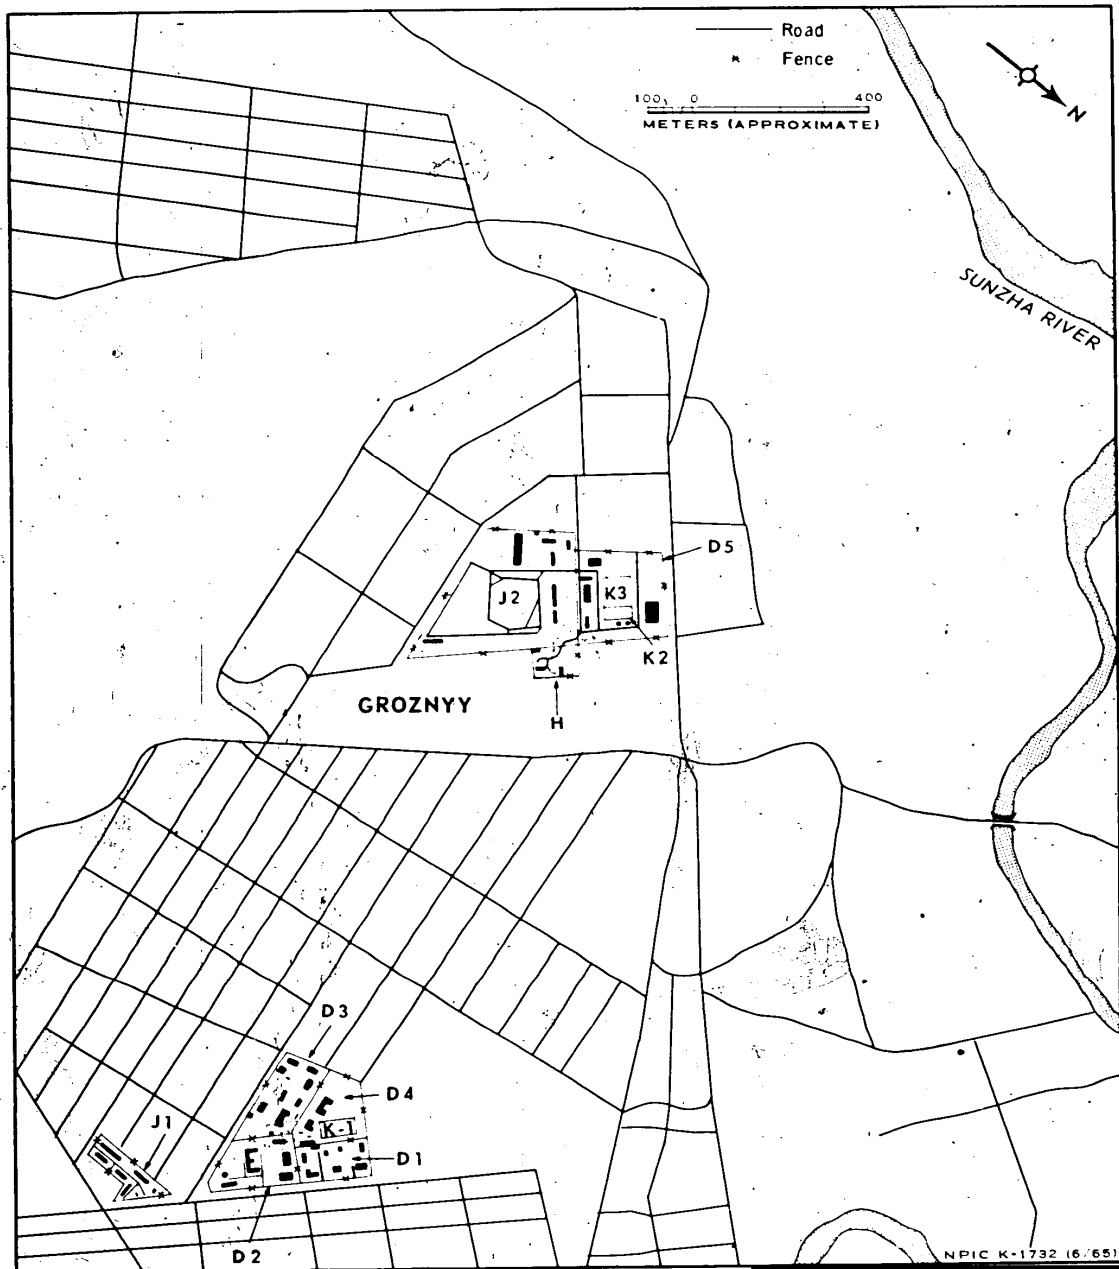 Road
Fence
N
100 0 400
METERS (APPROXIMATE)
SUNZHA RIVER
D5
J2
K3
K2
GROZNYY
H
D3
D4
J1
K-1
D1
D2
NPIC K-1732 (6/65)